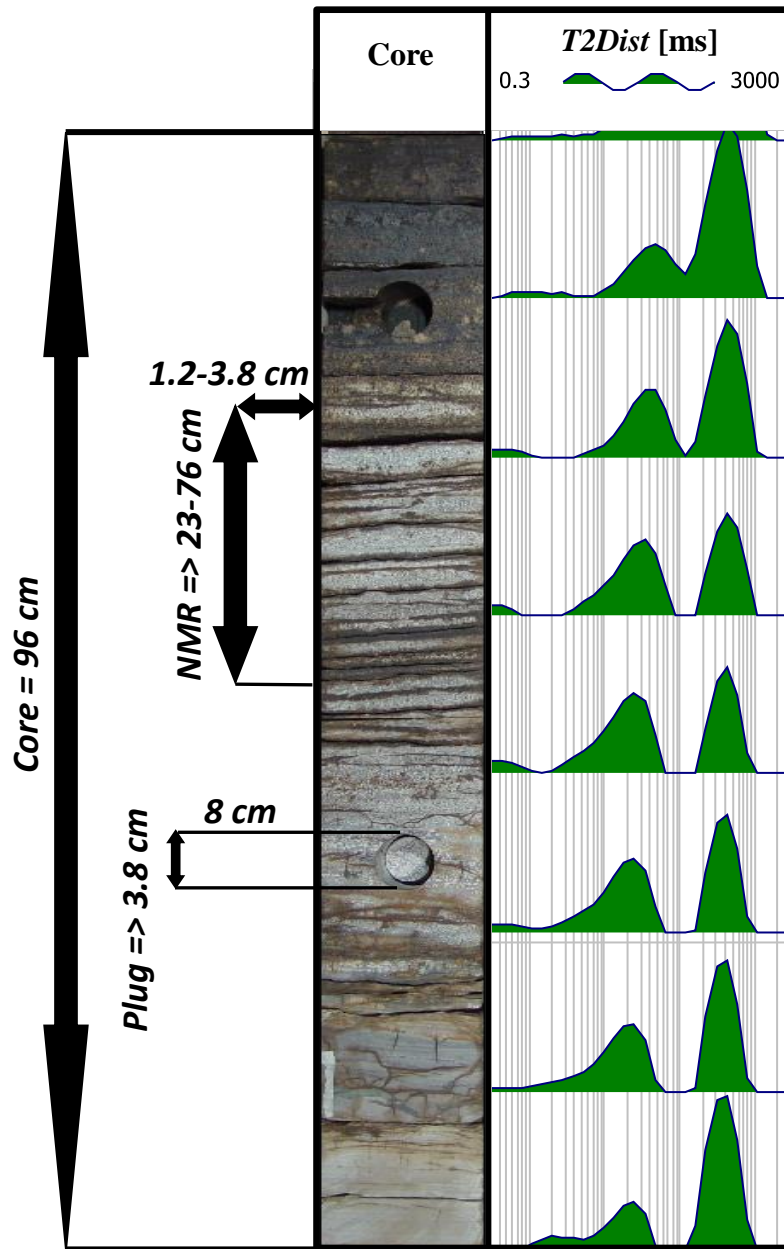 Core
T2Dist [ms]
0.3
3000
1.2-3.8 cm
NMR => 23-76 cm
Core = 96 cm
8 cm
Plug => 3.8 cm